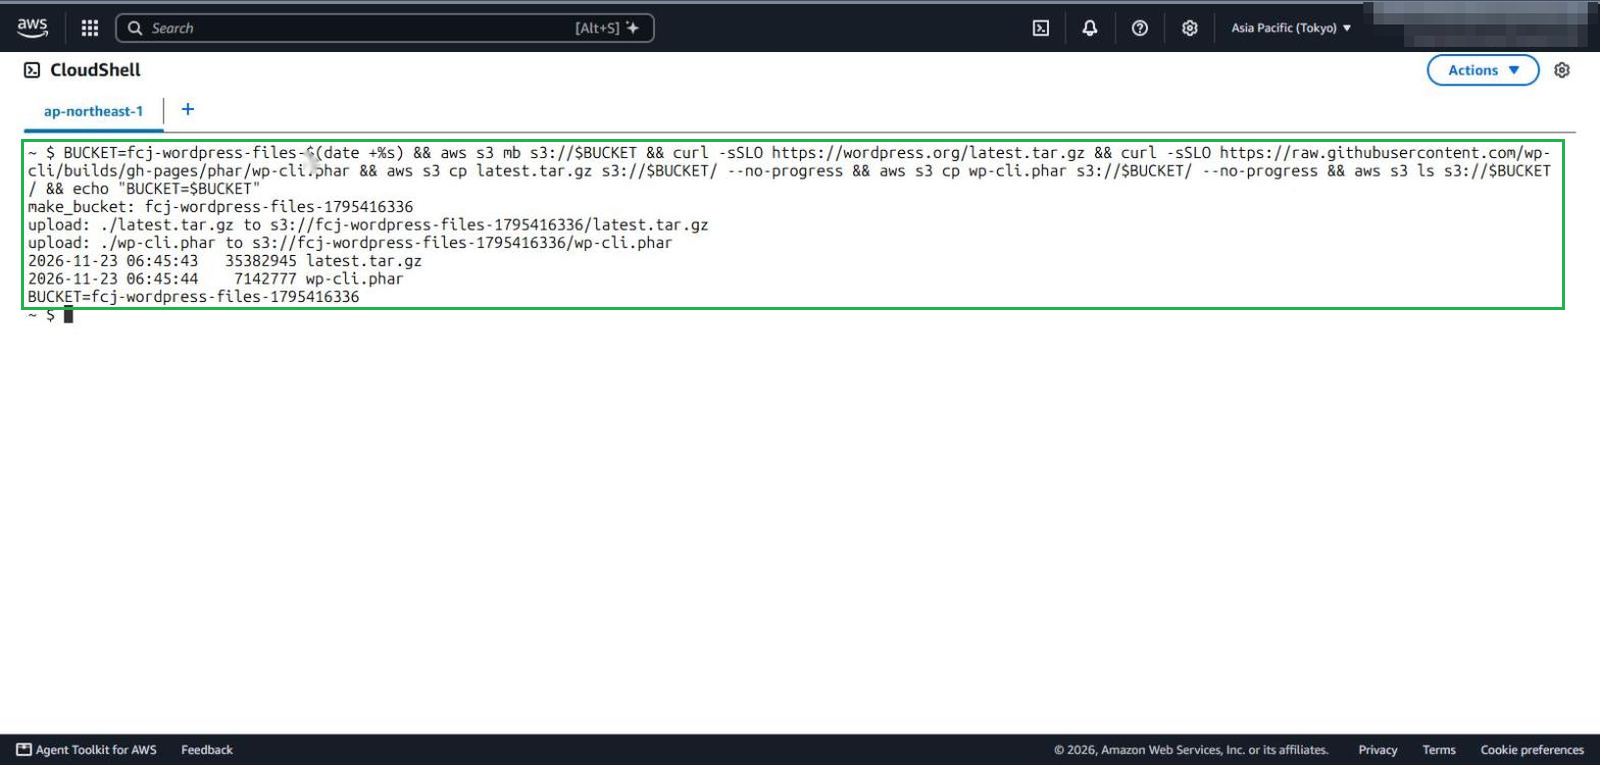 aws
Search
[Alt+S]
Asia Pacific (Tokyo)
CloudShell
Actions
ap-northeast-1
+
~ $ BUCKET=fcj-wordpress-files-$(date +%s) && aws s3 mb s3://$BUCKET && curl -sSLO https://wordpress.org/latest.tar.gz && curl -sSLO https://raw.githubusercontent.com/wp-
cli/builds/gh-pages/phar/wp-cli.phar && aws s3 cp latest.tar.gz s3://$BUCKET/ --no-progress && aws s3 cp wp-cli.phar s3://$BUCKET/ --no-progress && aws s3 ls s3://$BUCKET
/ && echo "BUCKET=$BUCKET"
make_bucket: fcj-wordpress-files-1795416336
upload: ./latest.tar.gz to s3://fcj-wordpress-files-1795416336/latest.tar.gz
upload: ./wp-cli.phar to s3://fcj-wordpress-files-1795416336/wp-cli.phar
2026-11-23 06:45:43   35382945 latest.tar.gz
2026-11-23 06:45:44    7142777 wp-cli.phar
BUCKET=fcj-wordpress-files-1795416336
~ $
Agent Toolkit for AWS
Feedback
© 2026, Amazon Web Services, Inc. or its affiliates.
Privacy
Terms
Cookie preferences